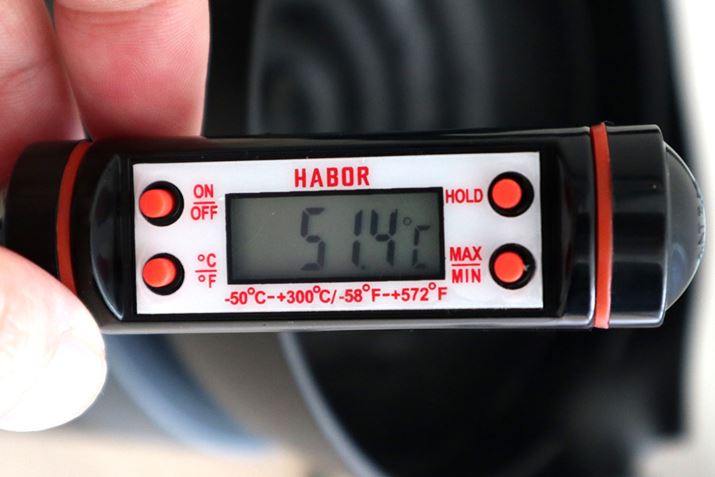 HABOR
ON
OFF
°C
°F
51.4°C
HOLD
MAX
MIN
-50°C-+300°C/-58°F-+572°F